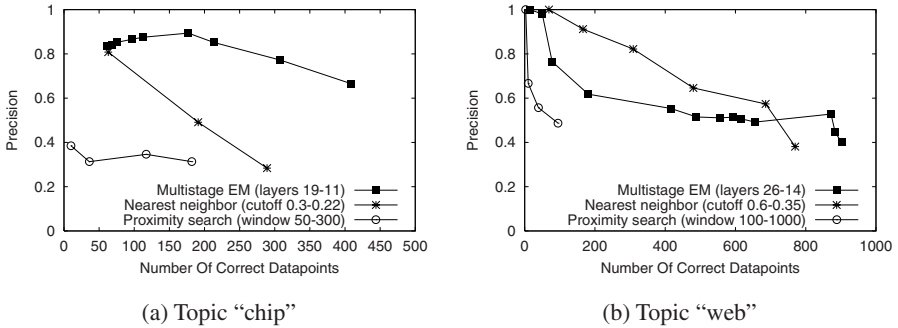 1
0.8
0.6
0.4
0.2
0
Precision
Multistage EM (layers 19-11)
Nearest neighbor (cutoff 0.3-0.22)
Proximity search (window 50-300)
0 50 100 150 200 250 300 350 400 450 500
Number Of Correct Datapoints
(a) Topic “chip”
1
0.8
0.6
0.4
0.2
0
Precision
Multistage EM (layers 26-14)
Nearest neighbor (cutoff 0.6-0.35)
Proximity search (window 100-1000)
0 200 400 600 800 1000
Number Of Correct Datapoints
(b) Topic “web”